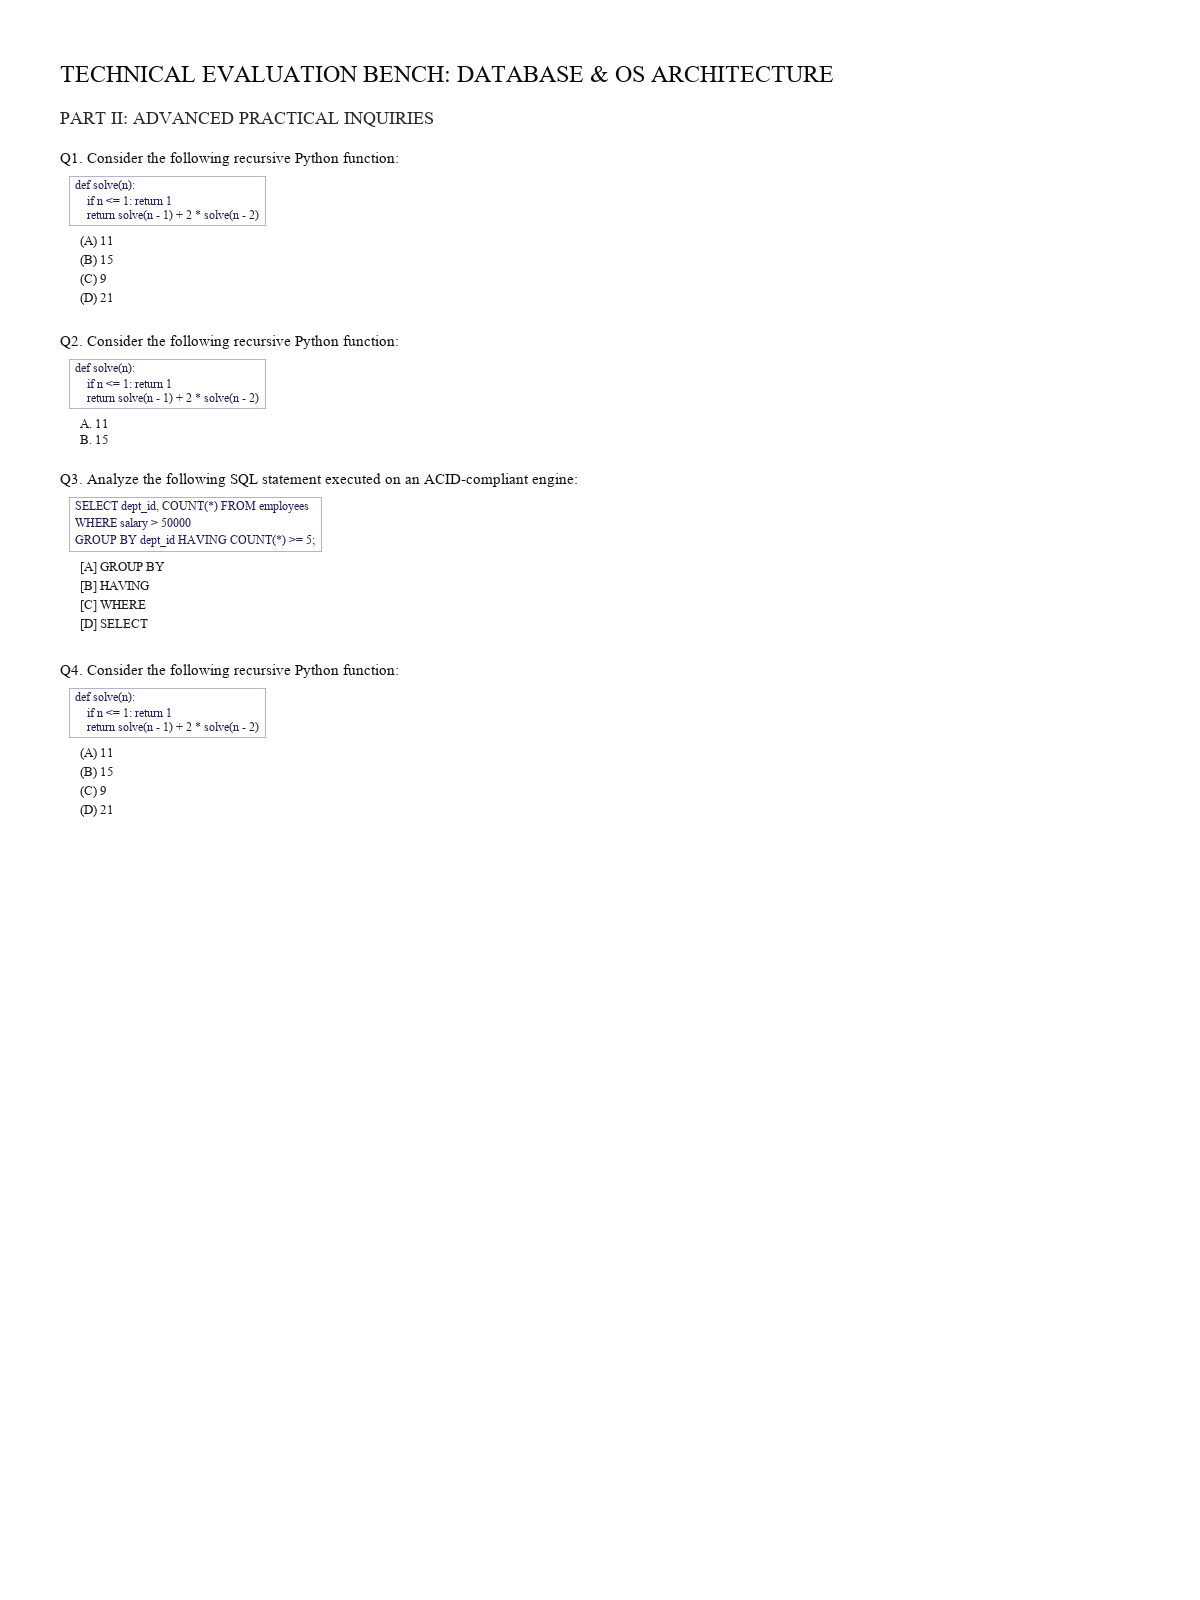 TECHNICAL EVALUATION BENCH: DATABASE & OS ARCHITECTURE
PART II: ADVANCED PRACTICAL INQUIRIES
Q1. Consider the following recursive Python function:
def solve(n):
    if n <= 1: return 1
    return solve(n - 1) + 2 * solve(n - 2)
(A) 11
(B) 15
(C) 9
(D) 21
Q2. Consider the following recursive Python function:
def solve(n):
    if n <= 1: return 1
    return solve(n - 1) + 2 * solve(n - 2)
A. 11
B. 15
Q3. Analyze the following SQL statement executed on an ACID-compliant engine:
SELECT dept_id, COUNT(*) FROM employees
WHERE salary > 50000
GROUP BY dept_id HAVING COUNT(*) >= 5;
[A] GROUP BY
[B] HAVING
[C] WHERE
[D] SELECT
Q4. Consider the following recursive Python function:
def solve(n):
    if n <= 1: return 1
    return solve(n - 1) + 2 * solve(n - 2)
(A) 11
(B) 15
(C) 9
(D) 21